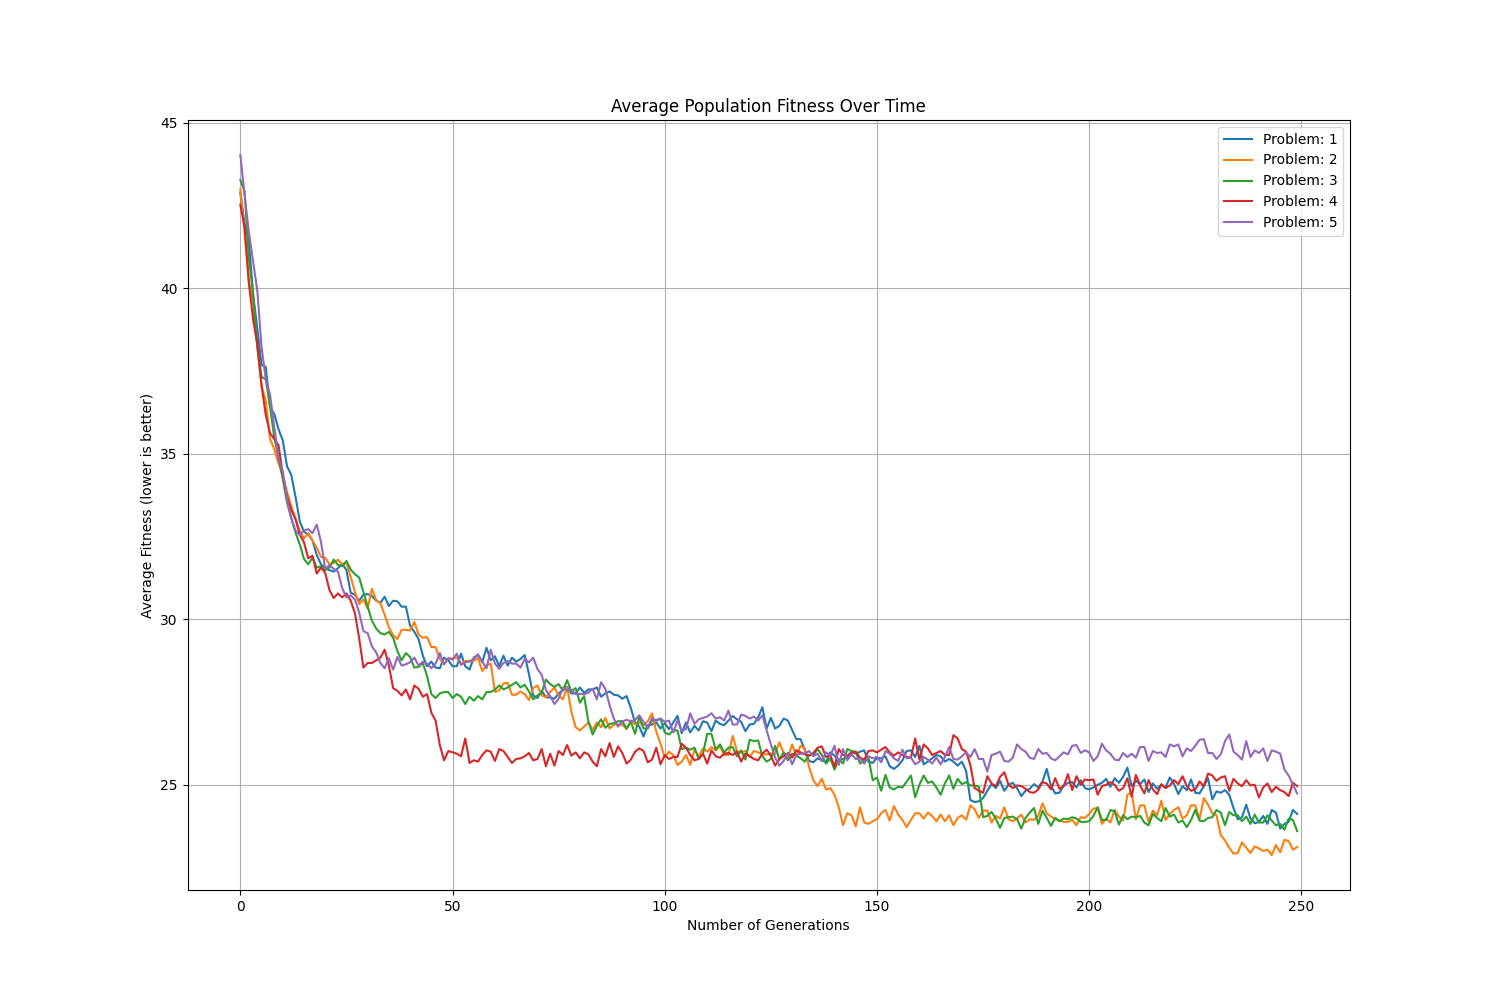 Average Population Fitness Over Time
Problem: 1
Problem: 2
Problem: 3
Problem: 4
Problem: 5
Average Fitness (lower is better)
45
40
35
30
25
0 50 100 150 200 250
Number of Generations